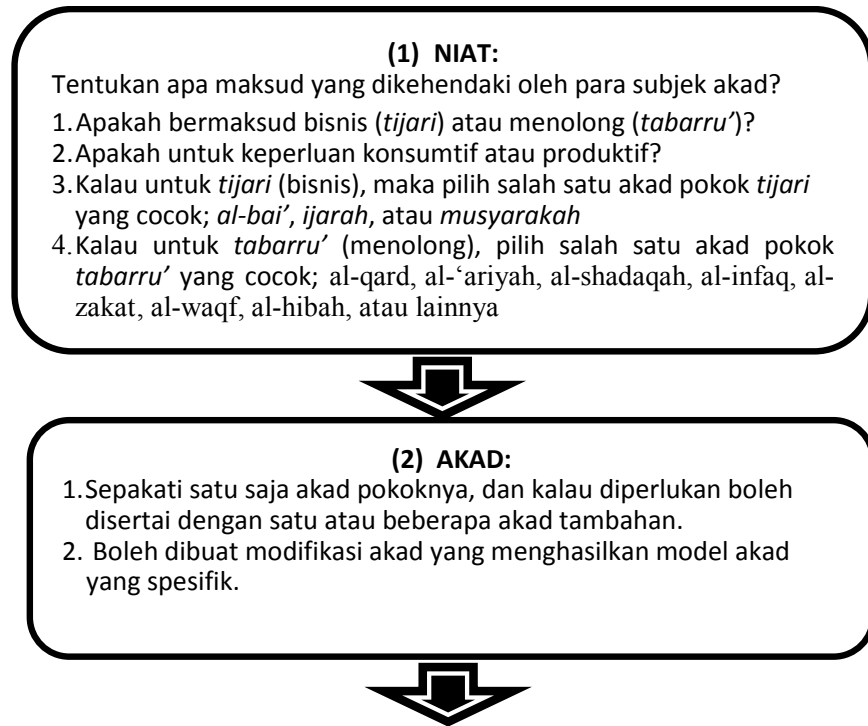 (1) NIAT:
Tentukan apa maksud yang dikehendaki oleh para subjek akad?
1.Apakah bermaksud bisnis (tijari) atau menolong (tabarru’)?
2.Apakah untuk keperluan konsumtif atau produktif?
3.Kalau untuk tijari (bisnis), maka pilih salah satu akad pokok tijari
yang cocok; al-bai’, ijarah, atau musyarakah
4.Kalau untuk tabarru’ (menolong), pilih salah satu akad pokok
tabarru’ yang cocok; al-qard, al-‘ariyah, al-shadaqah, al-infaq, al-
zakat, al-waqf, al-hibah, atau lainnya
(2) AKAD:
1.Sepakati satu saja akad pokoknya, dan kalau diperlukan boleh
disertai dengan satu atau beberapa akad tambahan.
2. Boleh dibuat modifikasi akad yang menghasilkan model akad
yang spesifik.